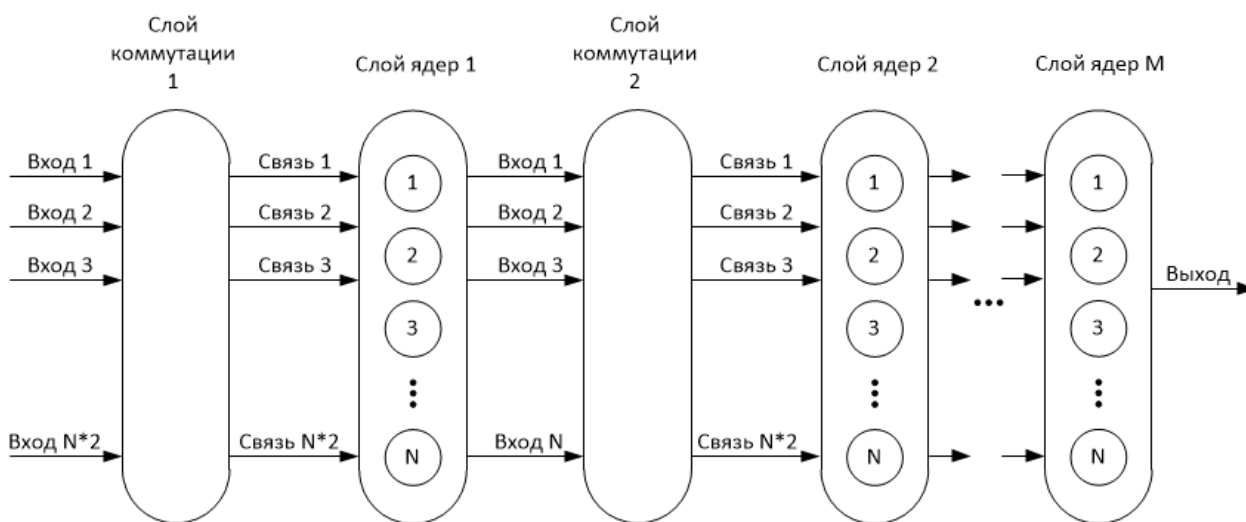 Слой
коммутации
1
Слой ядер 1
Слой
коммутации
2
Слой ядер 2
Слой ядер M
Вход 1
Связь 1
Вход 1
Связь 1
Вход 2
Связь 2
Вход 2
Связь 2
Вход 3
Связь 3
Вход 3
Связь 3
Выход
Вход N*2
Связь N*2
Вход N
Связь N*2
1
2
3
N
1
2
3
N
1
2
3
N